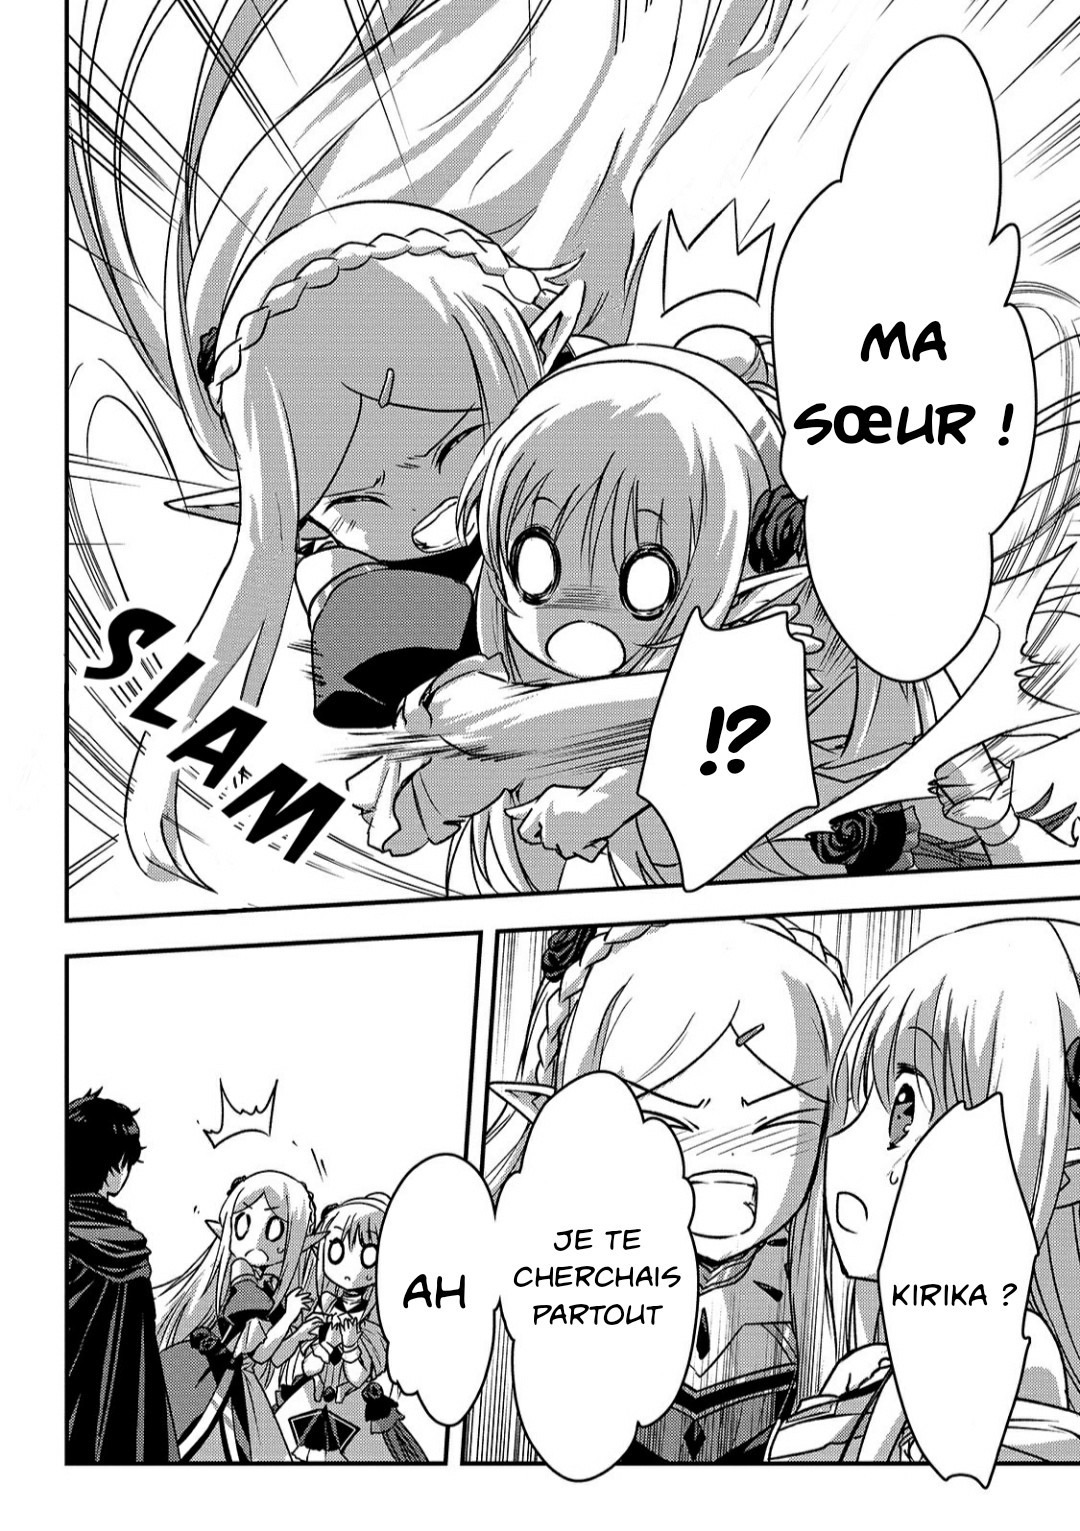 MA
SŒUR !
!?
SLAM
KIRIKA ?
JE TE
CHERCHAIS
PARTOUT
AH